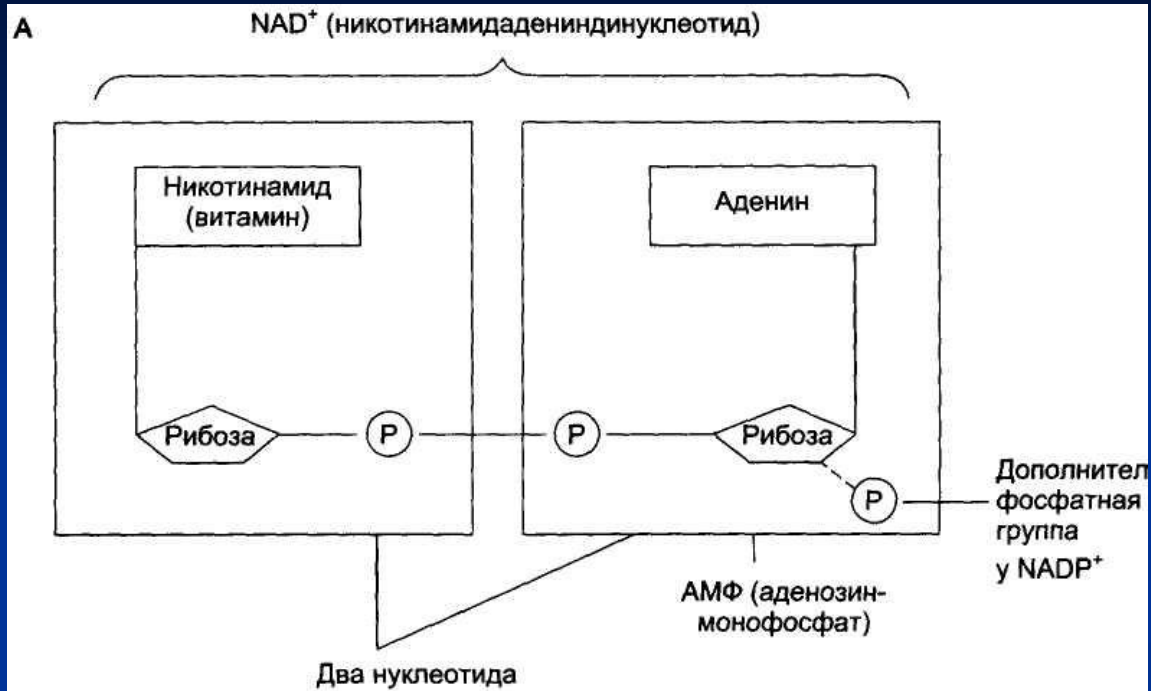 А
NAD⁺ (никотинамидадениндинуклеотид)
Никотинамид
(витамин)
Аденин
Рибоза
P
P
Рибоза
P
Дополнител
фосфатная
группа
у NADP⁺
АМФ (аденозин-
монофосфат)
Два нуклеотида